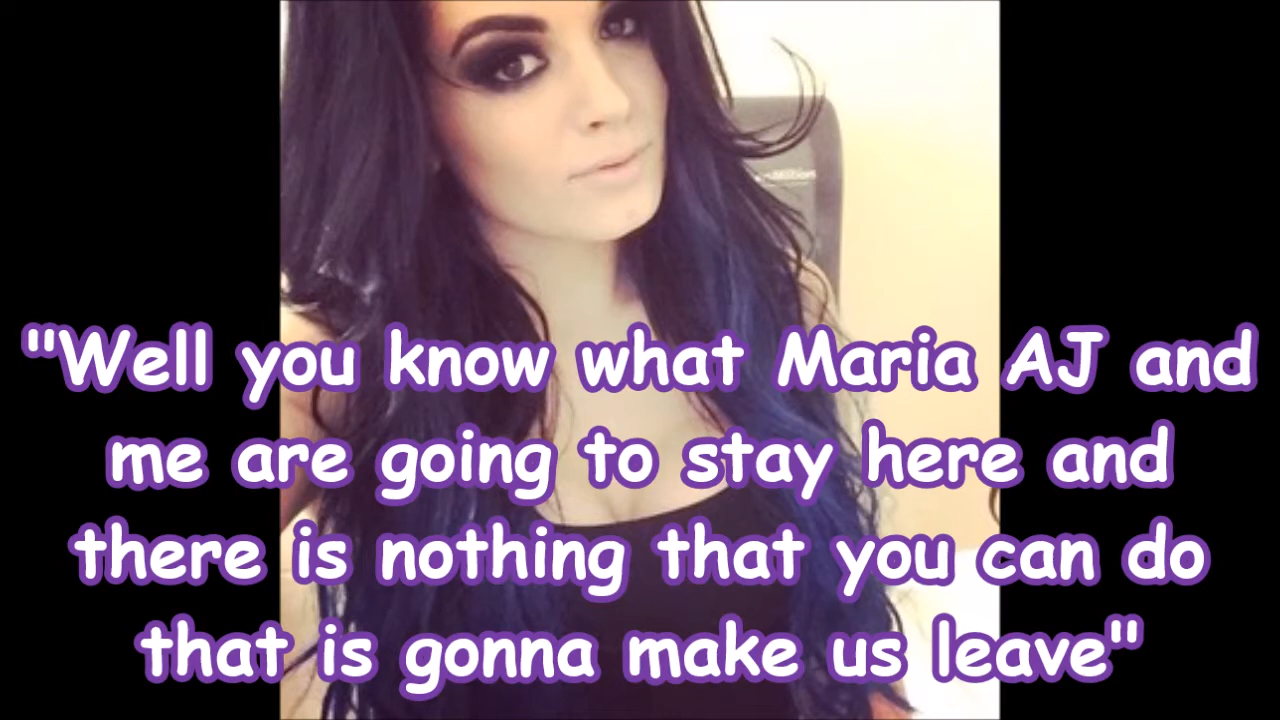 "Well you know what Maria AJ and
me are going to stay here and
there is nothing that you can do
that is gonna make us leave"